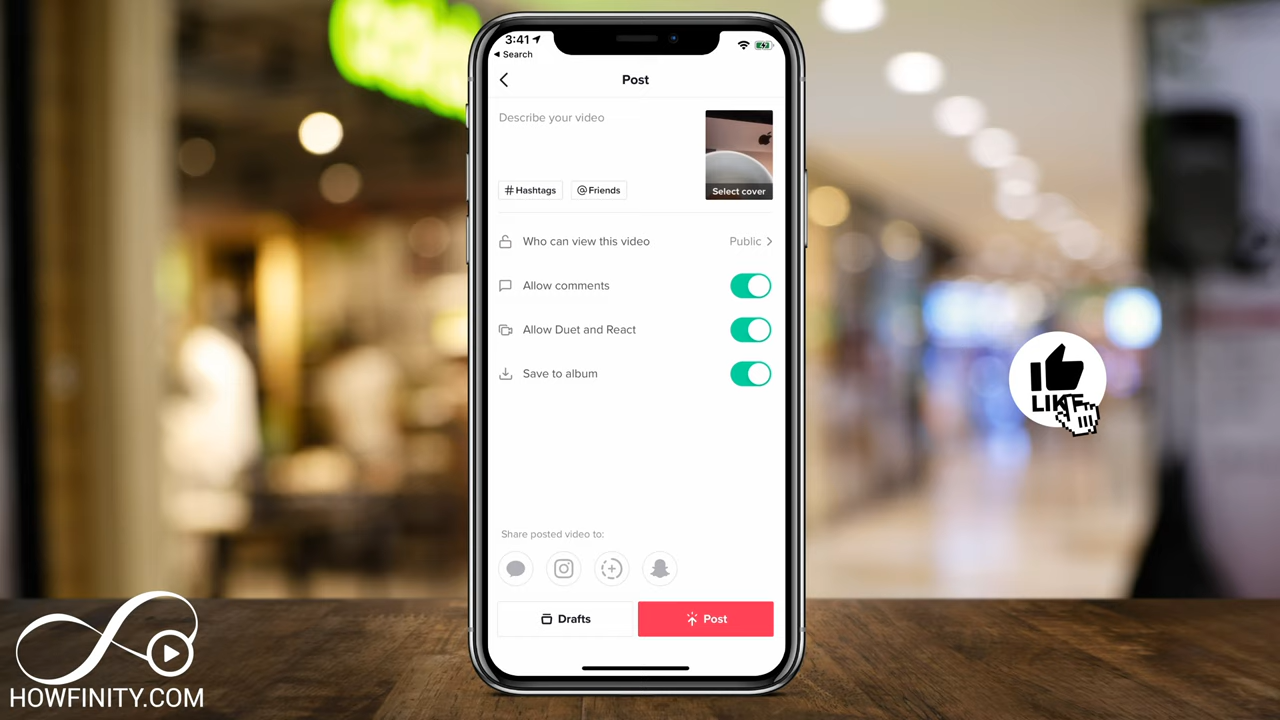 3:41
Search
Post
Describe your video
Select cover
# Hashtags
@ Friends
Who can view this video
Public
Allow comments
Allow Duet and React
Save to album
Share posted video to:
Drafts
Post
LIKE
HOWFINITY.COM